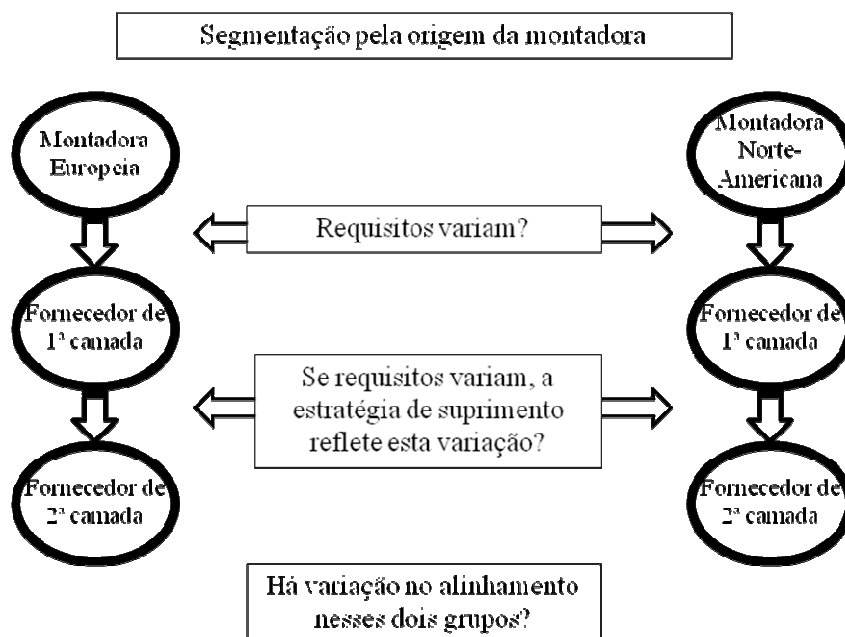 Segmentação pela origem da montadora
Montadora
Europeia
Montadora
Norte-
Americana
Requisitos variam?
Fornecedor de
1ª camada
Fornecedor de
1ª camada
Se requisitos variam, a
estratégia de suprimento
reflete esta variação?
Fornecedor de
2ª camada
Fornecedor de
2ª camada
Há variação no alinhamento
nesses dois grupos?